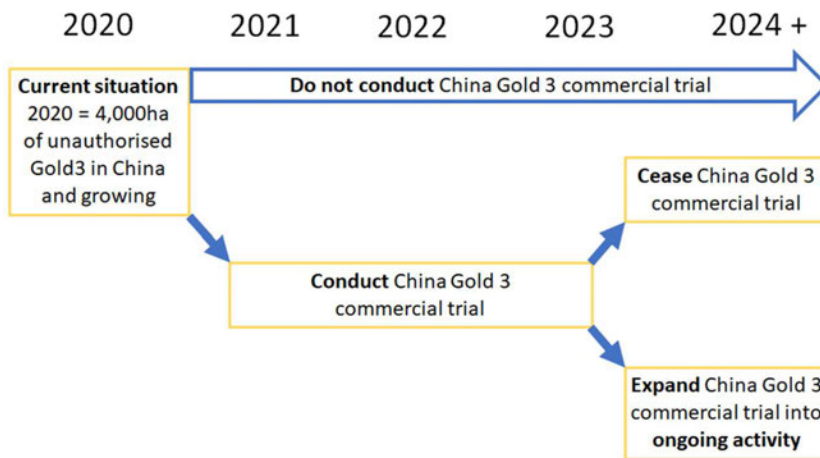 2020 2021 2022 2023 2024 +
Current situation
2020 = 4,000ha
of unauthorised
Gold3 in China
and growing
Do not conduct China Gold 3 commercial trial
Cease China Gold 3
commercial trial
Conduct China Gold 3
commercial trial
Expand China Gold 3
commercial trial into
ongoing activity